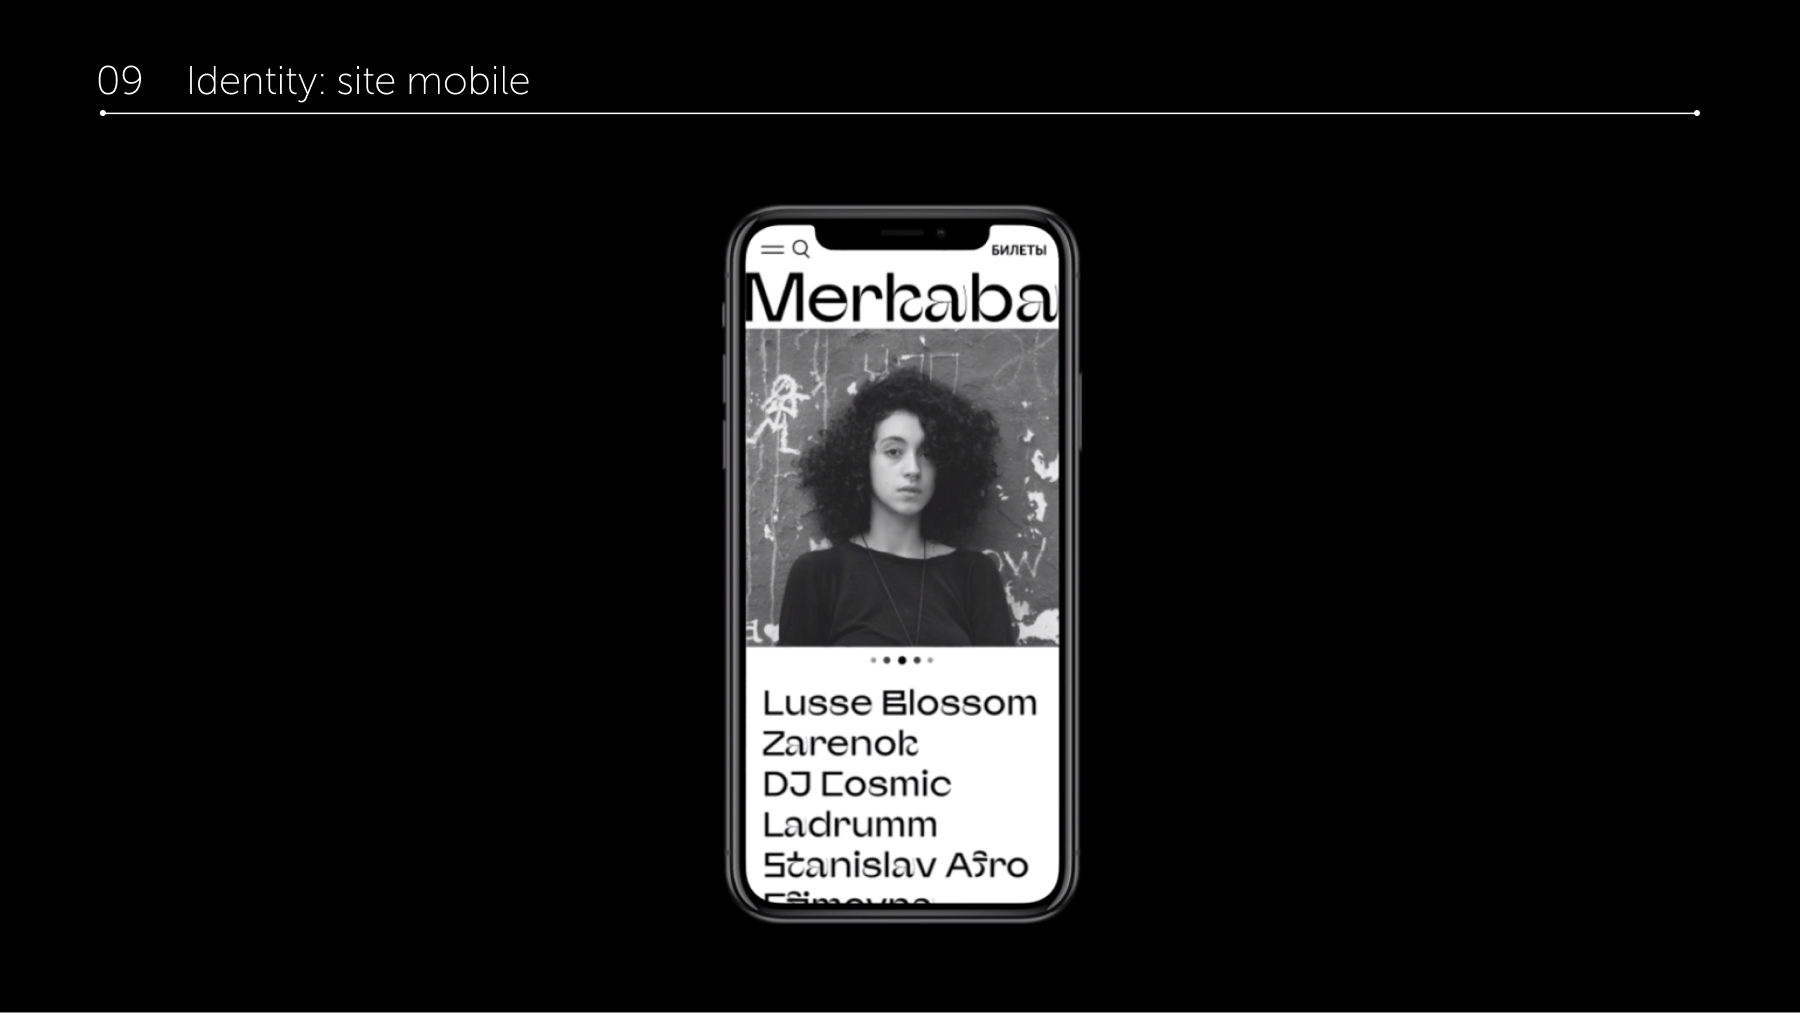 09 Identity: site mobile
БИЛЕТЫ
Merkaba
Lusse Blossom
Zarenok
DJ Cosmic
Ladrumm
Stanislav Afro